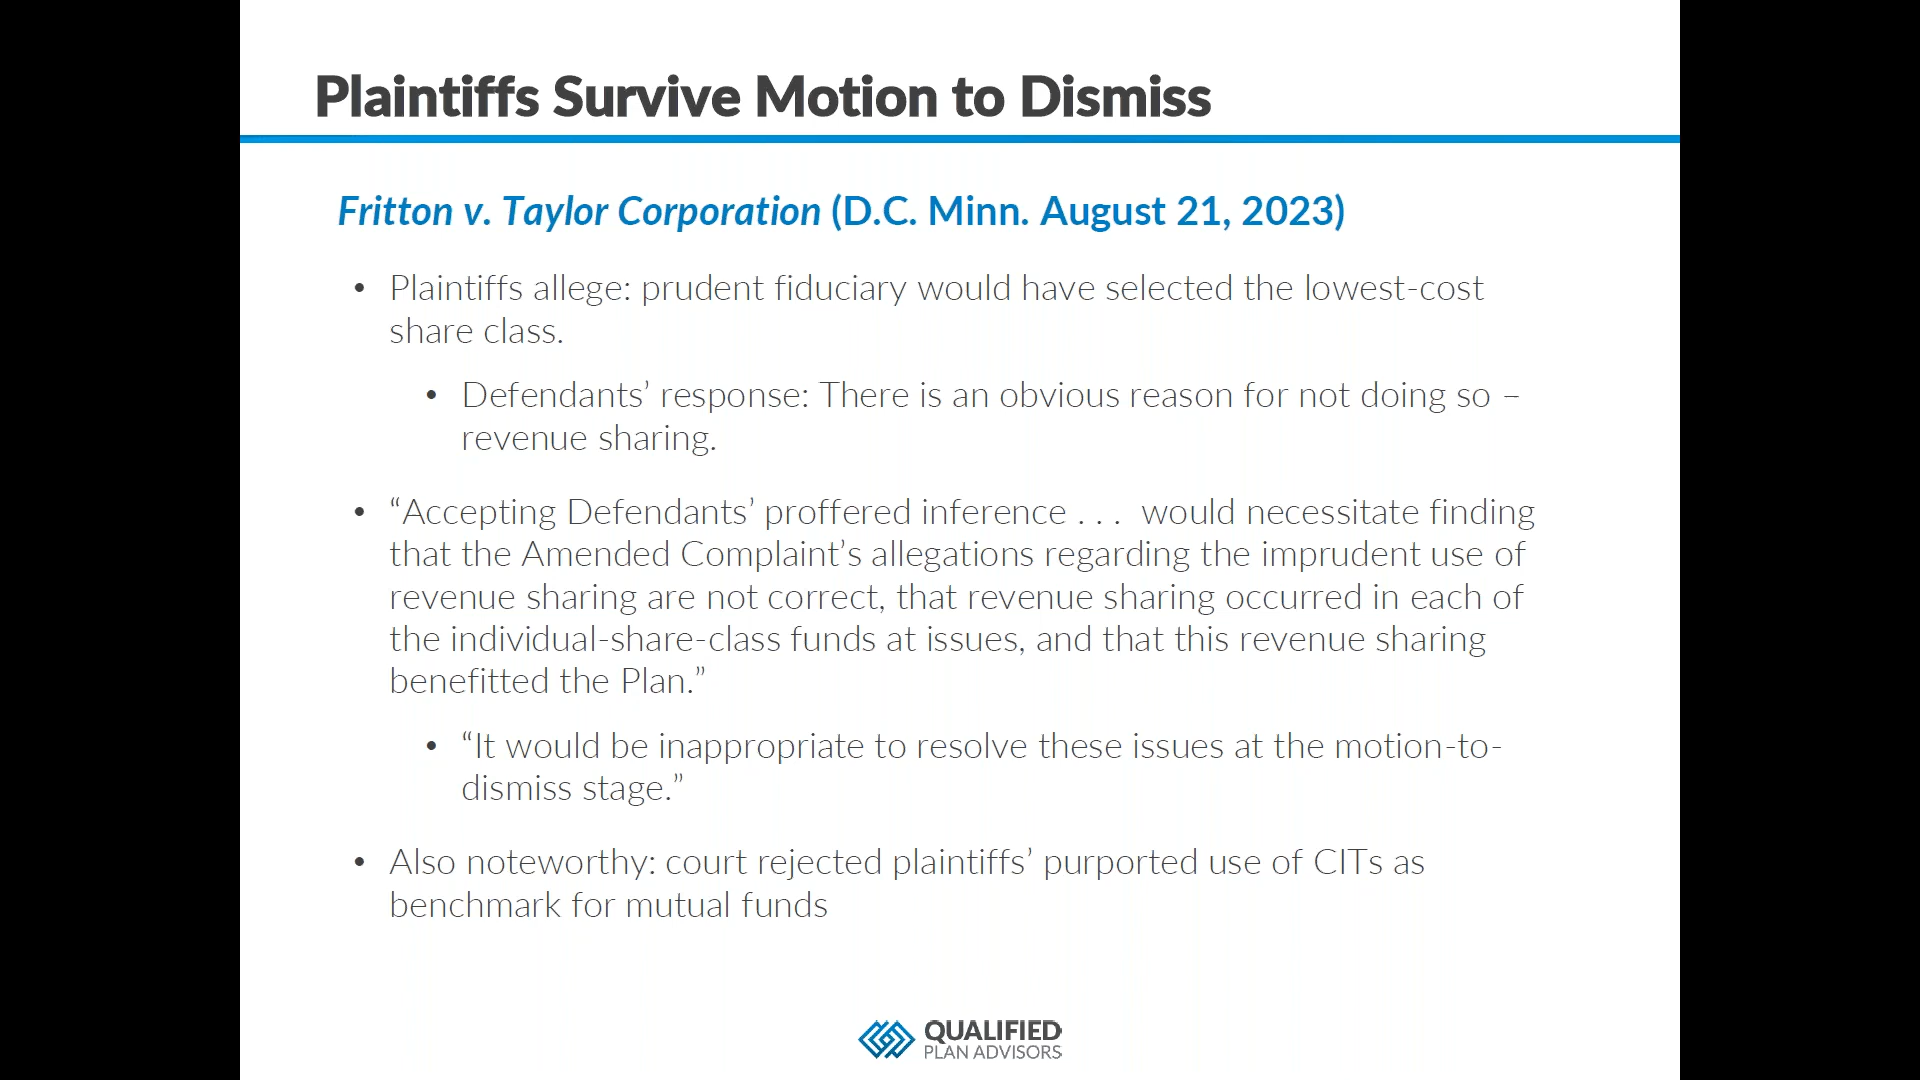 Plaintiffs Survive Motion to Dismiss
Fritton v. Taylor Corporation (D.C. Minn. August 21, 2023)
• Plaintiffs allege: prudent fiduciary would have selected the lowest-cost
share class.
• Defendants’ response: There is an obvious reason for not doing so –
revenue sharing.
• “Accepting Defendants’ proffered inference . . . would necessitate finding
that the Amended Complaint’s allegations regarding the imprudent use of
revenue sharing are not correct, that revenue sharing occurred in each of
the individual-share-class funds at issues, and that this revenue sharing
benefitted the Plan.”
• “It would be inappropriate to resolve these issues at the motion-to-
dismiss stage.”
• Also noteworthy: court rejected plaintiffs’ purported use of CITs as
benchmark for mutual funds
QUALIFIED
PLAN ADVISORS